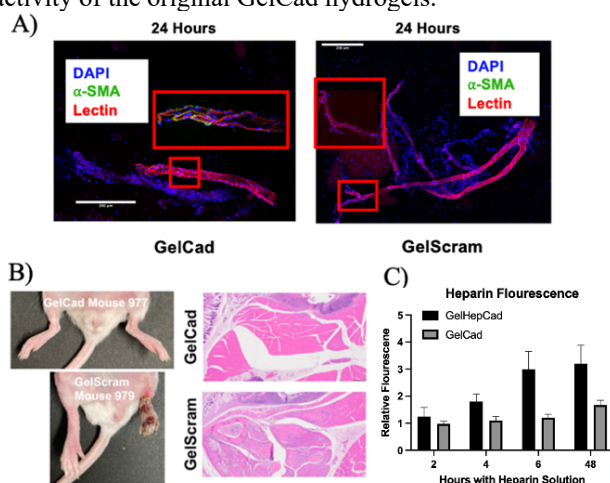 activity of the original GelCad hydrogels.
A)
24 Hours
24 Hours
DAPI
α-SMA
Lectin
DAPI
α-SMA
Lectin
GelCad
GelScram
B)
GelCad Mouse 977
GelScram
Mouse 979
GelCad
GelScram
C)
Heparin Flourescence
GelHepCad
GelCad
Relative Flourescene
5
4
3
2
1
0
2
4
6
48
Hours with Heparin Solution